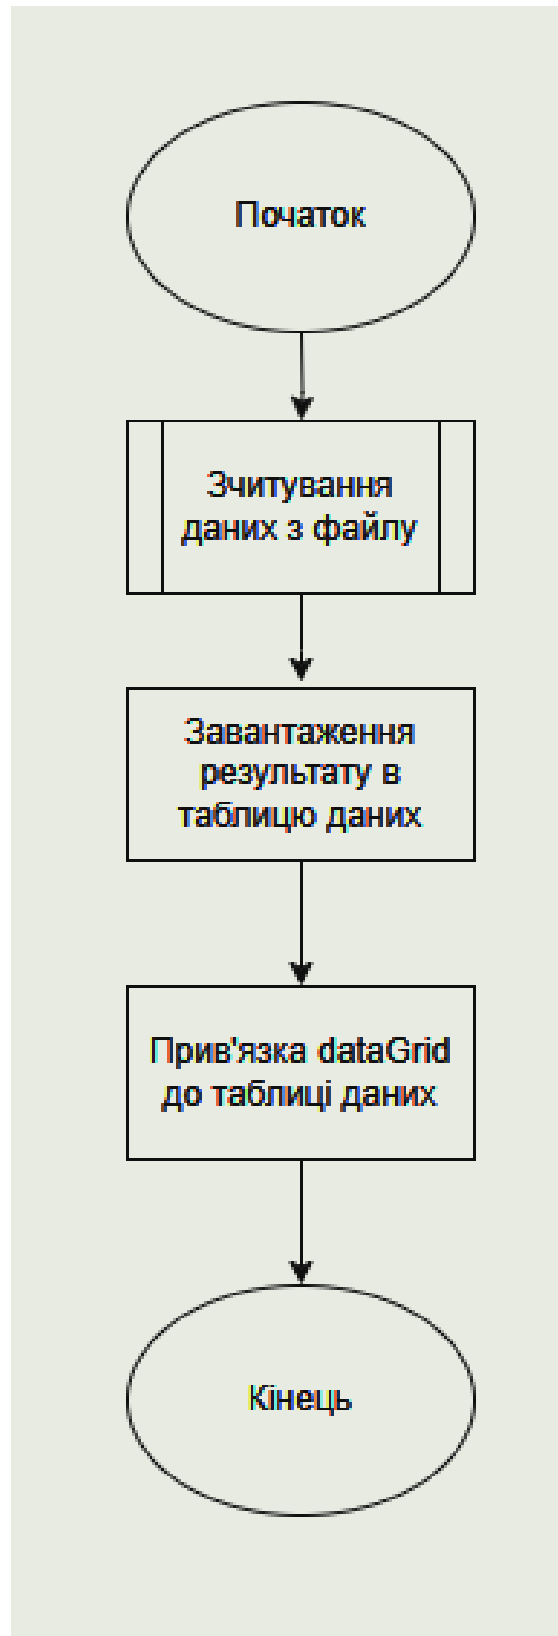 Початок
Зчитування
даних з файлу
Завантаження
результату в
таблицю даних
Прив'язка dataGrid
до таблиці даних
Кінець